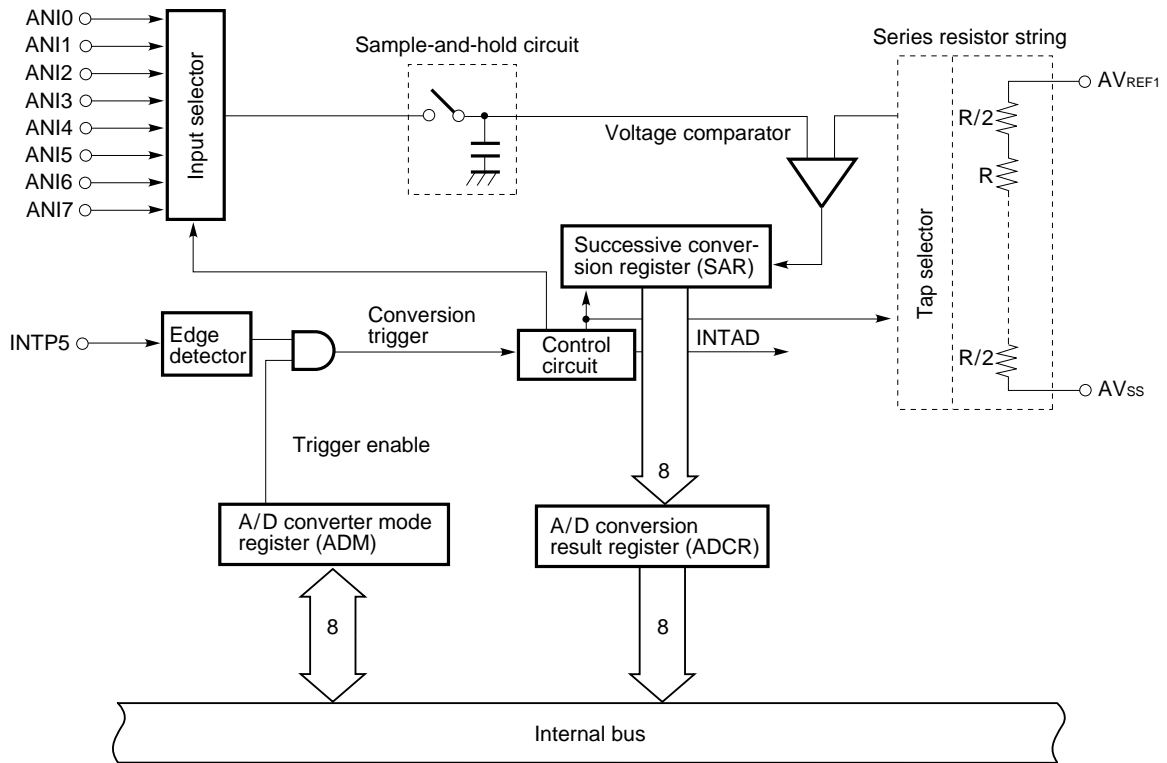 ANI0
ANI1
ANI2
ANI3
ANI4
ANI5
ANI6
ANI7
Input selector
Sample-and-hold circuit
Voltage comparator
Series resistor string
Tap selector
AVREF1
R/2
R
R/2
AVSS
Successive conver-
sion register (SAR)
INTP5
Edge
detector
Conversion
trigger
Control
circuit
INTAD
Trigger enable
8
A/D converter mode
register (ADM)
A/D conversion
result register (ADCR)
8
8
Internal bus